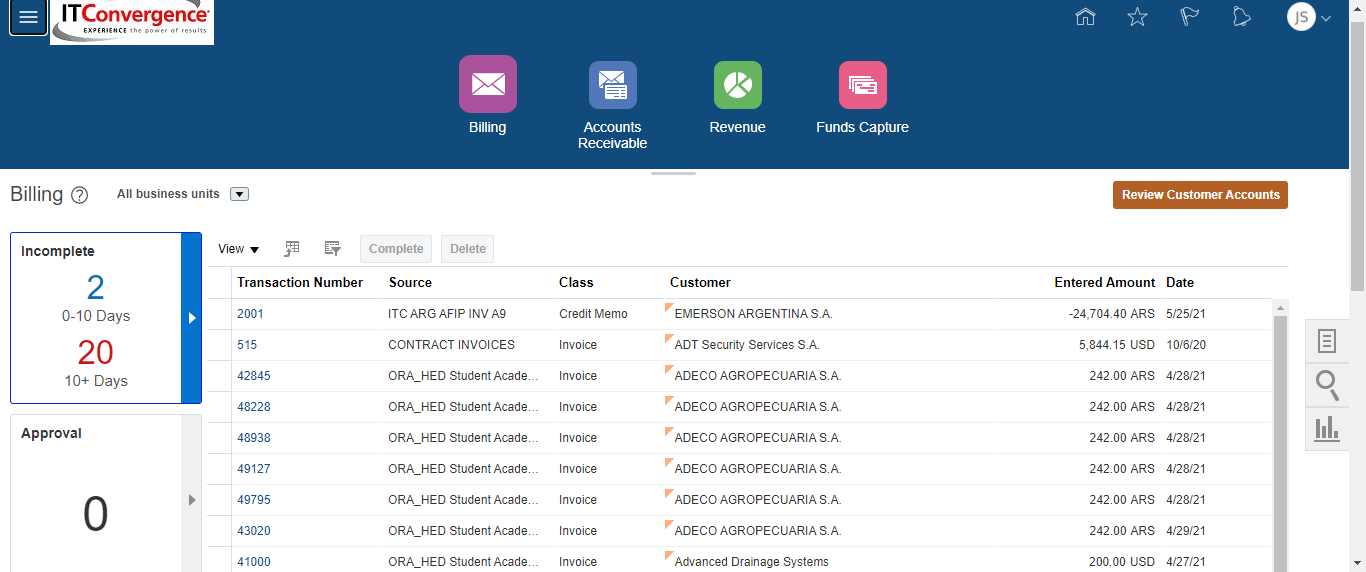 ITConvergence®
EXPERIENCE the power of results
JS
Billing
Accounts
Receivable
Revenue
Funds Capture
Billing ? All business units
Review Customer Accounts
Incomplete
2
0-10 Days
20
10+ Days
Approval
0
View Complete Delete
Transaction Number Source Class Customer Entered Amount Date
2001 ITC ARG AFIP INV A9 Credit Memo EMERSON ARGENTINA S.A. -24,704.40 ARS 5/25/21
515 CONTRACT INVOICES Invoice ADT Security Services S.A. 5,844.15 USD 10/6/20
42845 ORA_HED Student Acade... Invoice ADECO AGROPECUARIA S.A. 242.00 ARS 4/28/21
48228 ORA_HED Student Acade... Invoice ADECO AGROPECUARIA S.A. 242.00 ARS 4/28/21
48938 ORA_HED Student Acade... Invoice ADECO AGROPECUARIA S.A. 242.00 ARS 4/28/21
49127 ORA_HED Student Acade... Invoice ADECO AGROPECUARIA S.A. 242.00 ARS 4/28/21
49795 ORA_HED Student Acade... Invoice ADECO AGROPECUARIA S.A. 242.00 ARS 4/28/21
43020 ORA_HED Student Acade... Invoice ADECO AGROPECUARIA S.A. 242.00 ARS 4/29/21
41000 ORA_HED Student Acade... Invoice Advanced Drainage Systems 200.00 USD 4/27/21